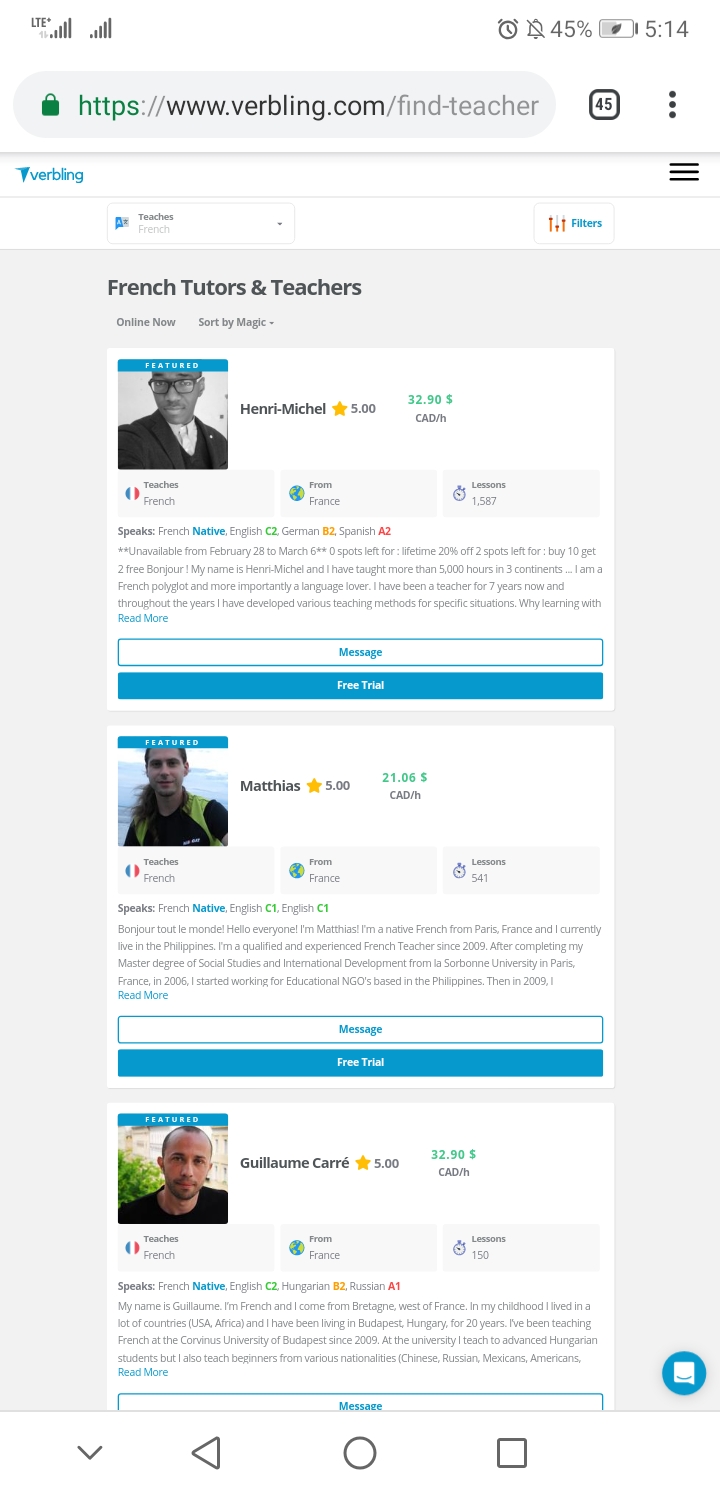 LTE+
45% 5:14
https://www.verbling.com/find-teacher
45
verbling
Teaches
French
Filters
French Tutors & Teachers
Online Now Sort by Magic
FEATURED
Henri-Michel 5.00
32.90 $
CAD/h
Teaches
French
From
France
Lessons
1,587
Speaks: French Native, English C2, German B2, Spanish A2
**Unavailable from February 28 to March 6** 0 spots left for : lifetime 20% off 2 spots left for : buy 10 get
2 free Bonjour ! My name is Henri-Michel and I have taught more than 5,000 hours in 3 continents ... I am a
French polyglot and more importantly a language lover. I have been a teacher for 7 years now and
throughout the years I have developed various teaching methods for specific situations. Why learning with
Read More
Message
Free Trial
FEATURED
Matthias 5.00
21.06 $
CAD/h
Teaches
French
From
France
Lessons
541
Speaks: French Native, English C1, English C1
Bonjour tout le monde! Hello everyone! I'm Matthias! I'm a native French from Paris, France and I currently
live in the Philippines. I'm a qualified and experienced French Teacher since 2009. After completing my
Master degree of Social Studies and International Development from la Sorbonne University in Paris,
France, in 2006, I started working for Educational NGO's based in the Philippines. Then in 2009, I
Read More
Message
Free Trial
FEATURED
Guillaume Carré 5.00
32.90 $
CAD/h
Teaches
French
From
France
Lessons
150
Speaks: French Native, English C2, Hungarian B2, Russian A1
My name is Guillaume. I'm French and I come from Bretagne, west of France. In my childhood I lived in a
lot of countries (USA, Africa) and I have been living in Budapest, Hungary, for 20 years. I've been teaching
French at the Corvinus University of Budapest since 2009. At the university I teach to advanced Hungarian
students but I also teach beginners from various nationalities (Chinese, Russian, Mexicans, Americans,
Read More
Message